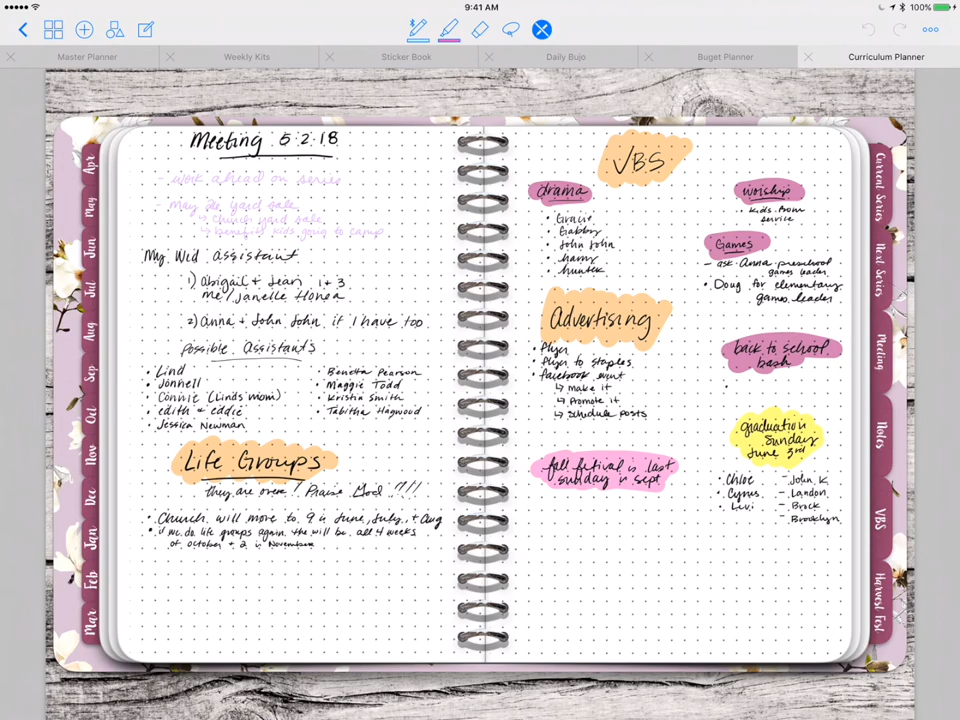 9:41 AM
100%
Master Planner
Weekly Kits
Sticker Book
Daily Bujo
Buget Planner
Curriculum Planner
Apr
May
Jun
Jul
Aug
Sep
Oct
Nov
Dec
Jan
Feb
Mar
Meeting 5.2.18
- work ahead on series
- May 26 yard sale
↳ church yard sale
↳ benefits kids going to camp
My Wed assistant
1) abigail + Jean 1 + 3
me / Janelle
2) Anna + John John if I have too
possible Assistants
• Lind
• Jonnell
• Connie (Linds mom)
• edith & eddie
• Jessica Newman
• Benetta Pearson
• Maggie Todd
• Kristin Smith
• Tabitha Hagwood
Life Groups
they are over! Praise God!!!!
• Church will move to 9 in June, July, + Aug
• if we do life groups again the will be all 4 weeks
of october + 2 in November
VBS
drama
• Gracie
• Gabby
• John John
• harry
• hunter
Advertising
• Flyer
• Flyer to staples
• facebook event
↳ make it
↳ Promote it
↳ schedule posts
fall fetival is last
sunday in sept
worship
• kids from
service
Games
- ask Anna preschool
games leader
• Doug for elementary
game leader
back to school
bash
graduation
Sunday
June 3rd
• Chloe
• Cyrus
• Levi
- John K.
- Landon
- Brock
- Brooklyn
Current Series
Next Series
Meeting
Notes
VBS
Harvest Fest